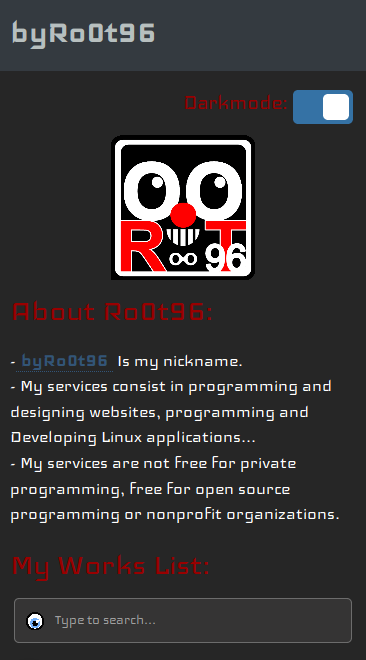 byRo0t96
Darkmode:
R T
∞ 96
About Ro0t96:
- byRo0t96 Is my nickname.
- My services consist in programming and
designing websites, programming and
Developing Linux applications...
- My services are not free for private
programming, free for open source
programming or nonprofit organizations.
My Works List:
Type to search...